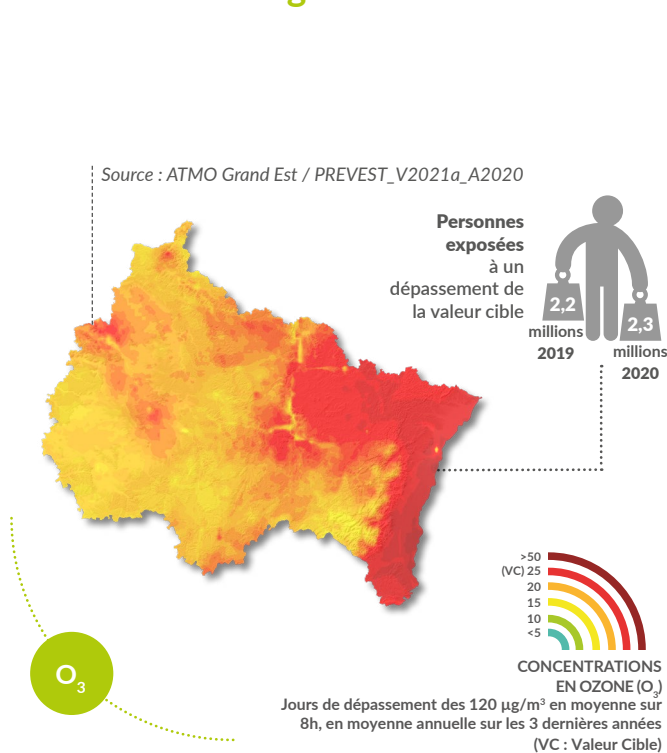 Source : ATMO Grand Est / PREVEST_V2021a_A2020
Personnes
exposées
à un
dépassement de
la valeur cible
2,2
millions
2019
2,3
millions
2020
>50
(VC) 25
20
15
10
<5
CONCENTRATIONS
EN OZONE (O3)
Jours de dépassement des 120 µg/m³ en moyenne sur
8h, en moyenne annuelle sur les 3 dernières années
(VC : Valeur Cible)
O3